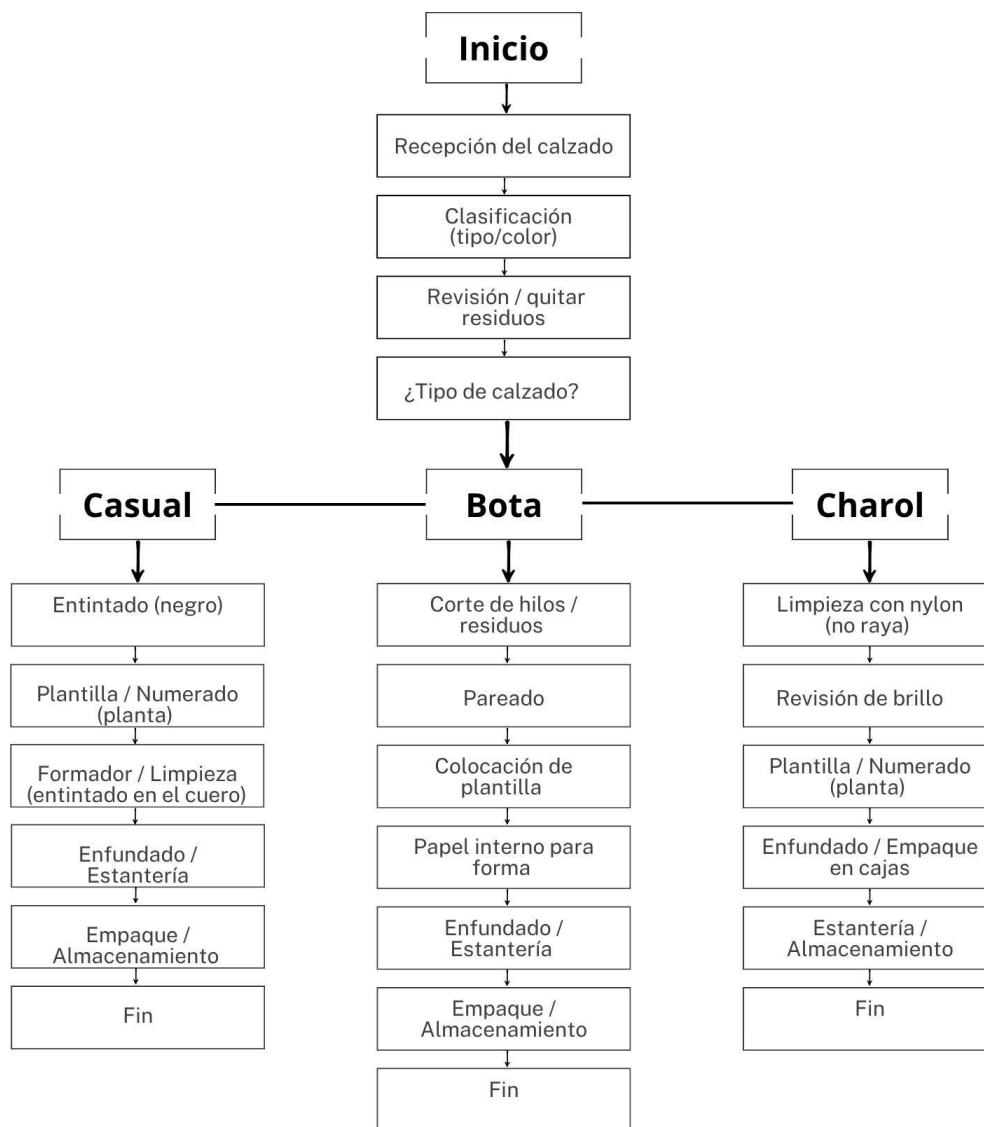 Inicio
Recepción del calzado
Clasificación
(tipo/color)
Revisión / quitar
residuos
¿Tipo de calzado?
Casual
Bota
Charol
Entintado (negro)
Plantilla / Numerado
(planta)
Formador / Limpieza
(entintado en el cuero)
Enfundado /
Estantería
Empaque /
Almacenamiento
Fin
Corte de hilos /
residuos
Pareado
Colocación de
plantilla
Papel interno para
forma
Enfundado /
Estantería
Empaque /
Almacenamiento
Fin
Limpieza con nylon
(no raya)
Revisión de brillo
Plantilla / Numerado
(planta)
Enfundado / Empaque
en cajas
Estantería /
Almacenamiento
Fin